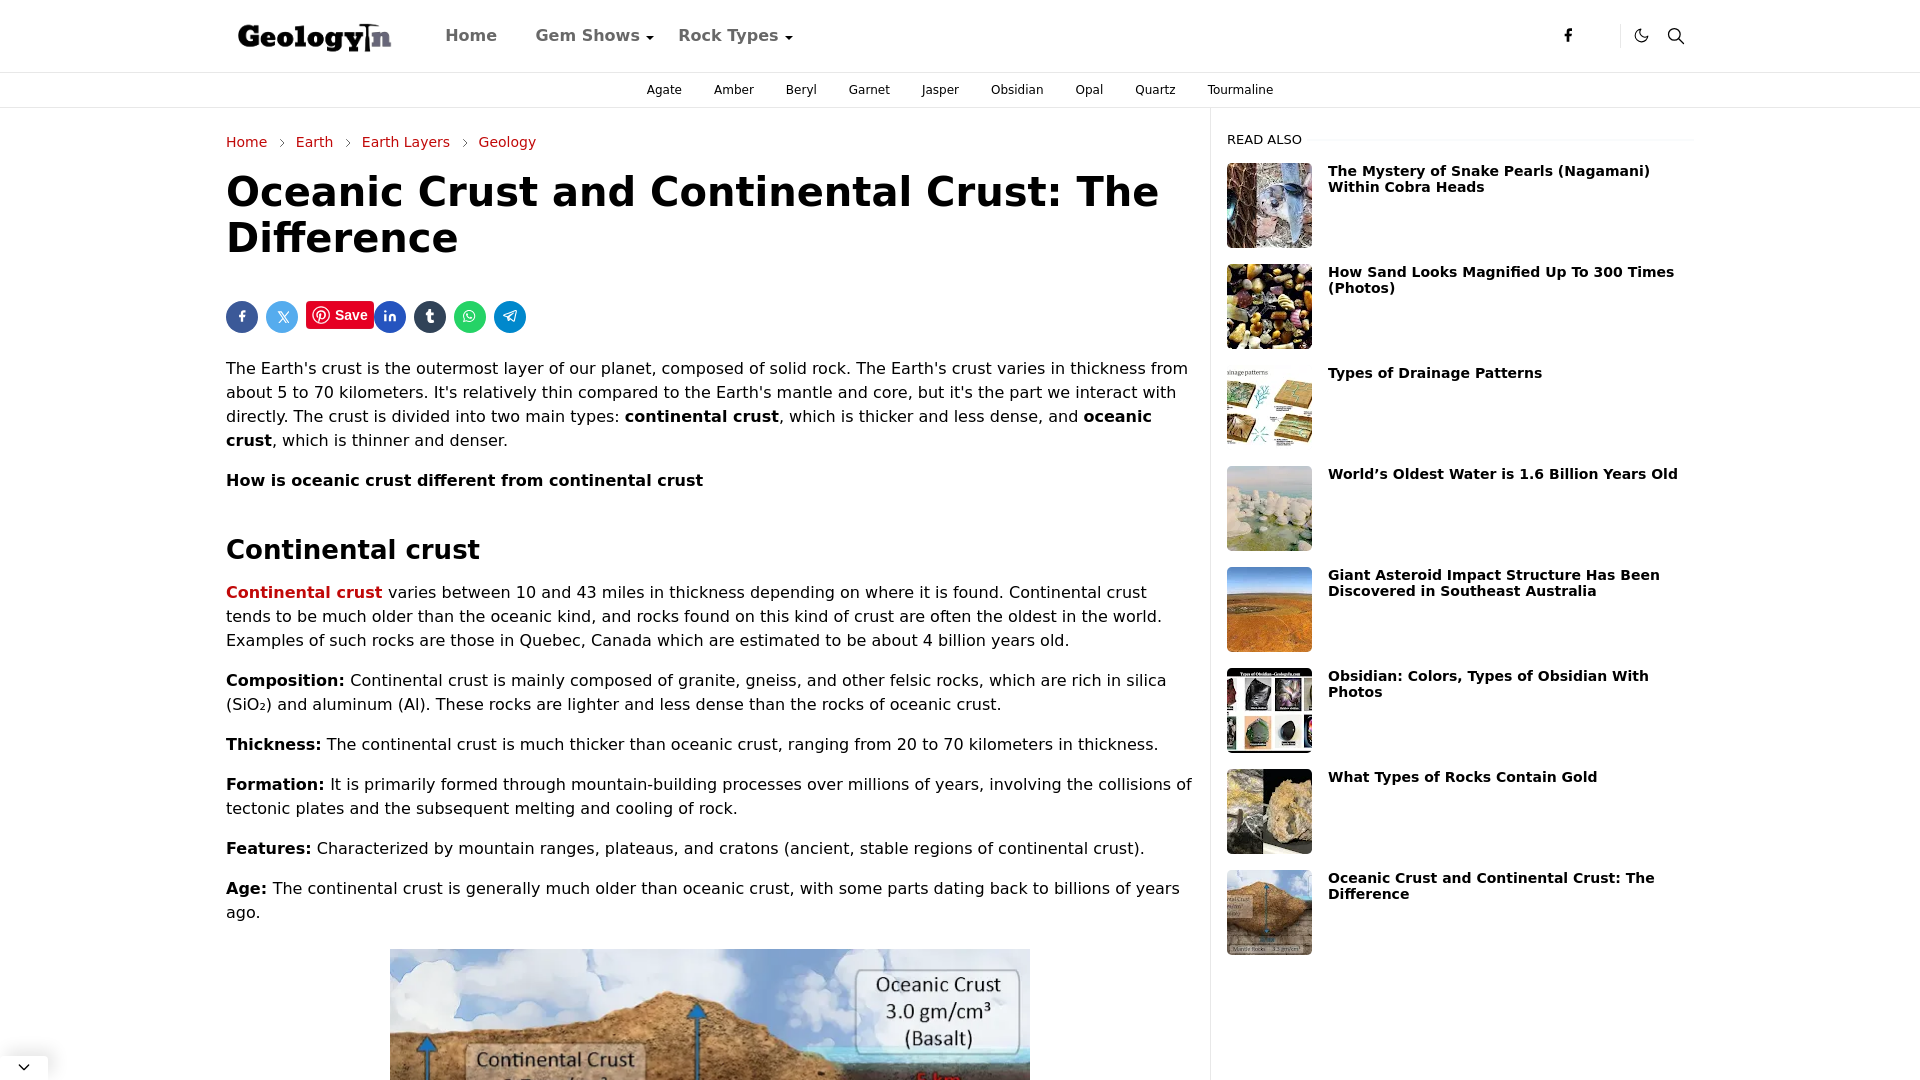 GeologyIn
Home
Gem Shows
Rock Types
Agate
Amber
Beryl
Garnet
Jasper
Obsidian
Opal
Quartz
Tourmaline
Home
Earth
Earth Layers
Geology
Oceanic Crust and Continental Crust: The
Difference
Save
The Earth's crust is the outermost layer of our planet, composed of solid rock. The Earth's crust varies in thickness from
about 5 to 70 kilometers. It's relatively thin compared to the Earth's mantle and core, but it's the part we interact with
directly. The crust is divided into two main types: continental crust, which is thicker and less dense, and oceanic
crust, which is thinner and denser.
How is oceanic crust different from continental crust
Continental crust
Continental crust varies between 10 and 43 miles in thickness depending on where it is found. Continental crust
tends to be much older than the oceanic kind, and rocks found on this kind of crust are often the oldest in the world.
Examples of such rocks are those in Quebec, Canada which are estimated to be about 4 billion years old.
Composition: Continental crust is mainly composed of granite, gneiss, and other felsic rocks, which are rich in silica
(SiO₂) and aluminum (Al). These rocks are lighter and less dense than the rocks of oceanic crust.
Thickness: The continental crust is much thicker than oceanic crust, ranging from 20 to 70 kilometers in thickness.
Formation: It is primarily formed through mountain-building processes over millions of years, involving the collisions of
tectonic plates and the subsequent melting and cooling of rock.
Features: Characterized by mountain ranges, plateaus, and cratons (ancient, stable regions of continental crust).
Age: The continental crust is generally much older than oceanic crust, with some parts dating back to billions of years
ago.
Oceanic Crust
3.0 gm/cm³
(Basalt)
Continental Crust
READ ALSO
The Mystery of Snake Pearls (Nagamani)
Within Cobra Heads
How Sand Looks Magnified Up To 300 Times
(Photos)
Types of Drainage Patterns
World’s Oldest Water is 1.6 Billion Years Old
Giant Asteroid Impact Structure Has Been
Discovered in Southeast Australia
Obsidian: Colors, Types of Obsidian With
Photos
What Types of Rocks Contain Gold
Oceanic Crust and Continental Crust: The
Difference